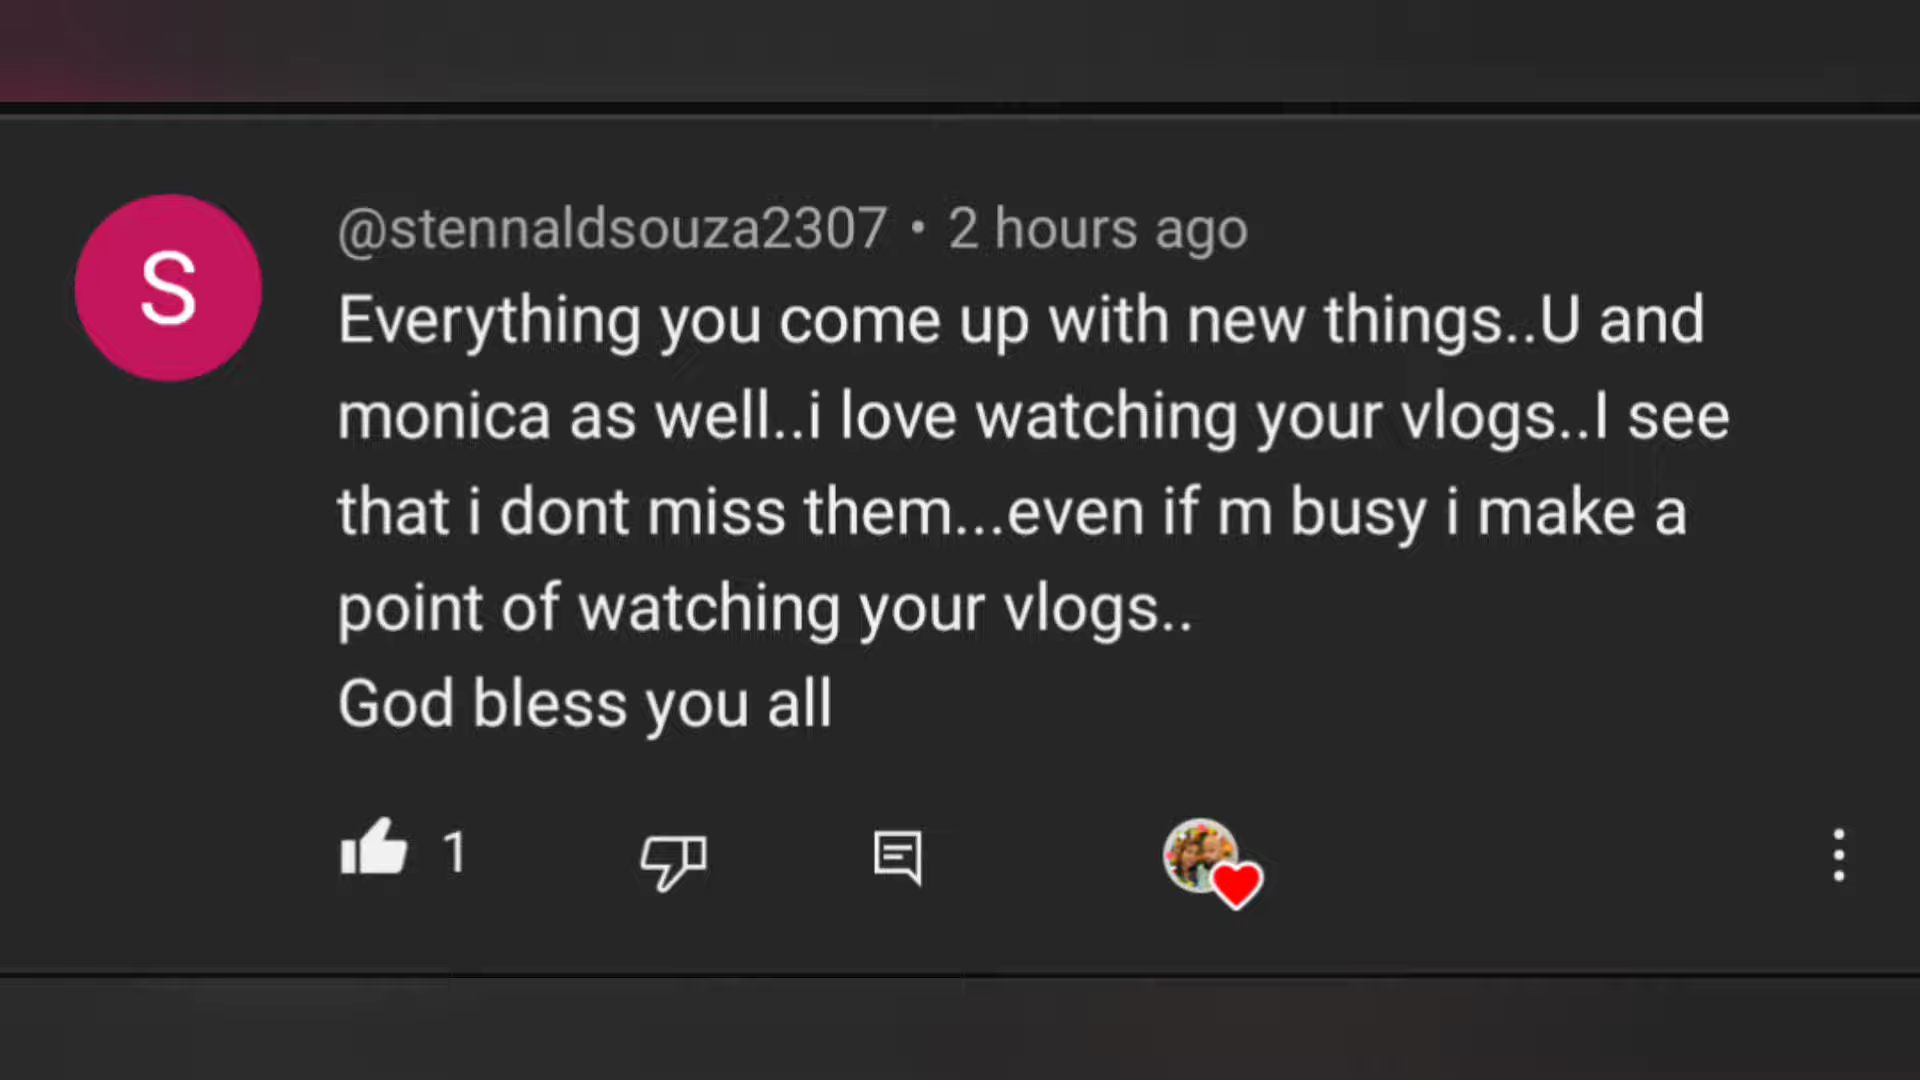 S
@stennaldsouza2307 • 2 hours ago
Everything you come up with new things..U and
monica as well..i love watching your vlogs..I see
that i dont miss them...even if m busy i make a
point of watching your vlogs..
God bless you all
1